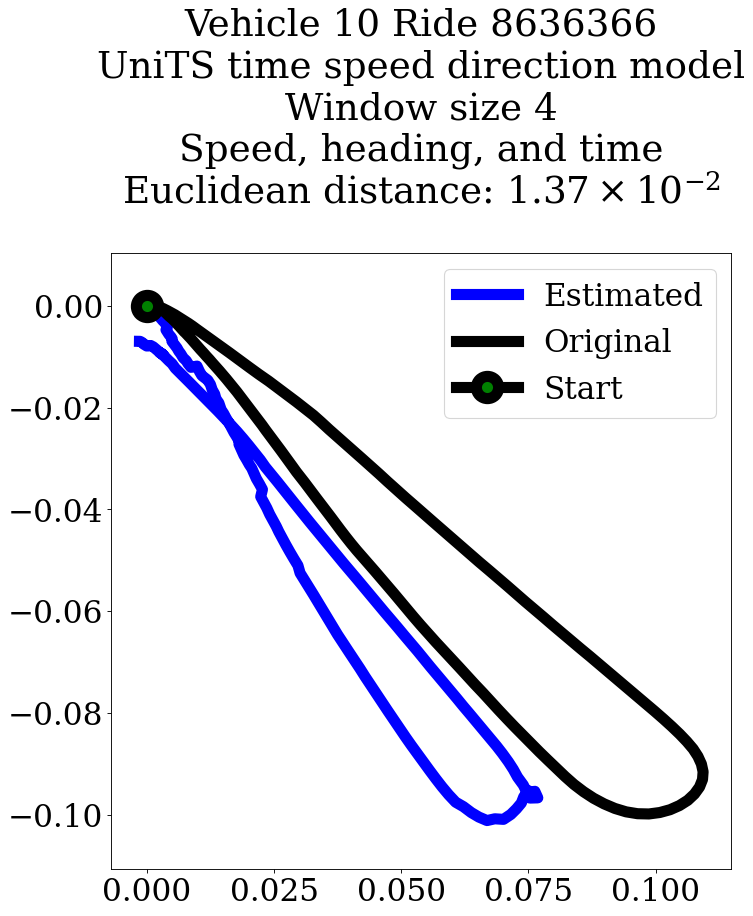 Vehicle 10 Ride 8636366
UniTS time speed direction model
Window size 4
Speed, heading, and time
Euclidean distance: 1.37 × 10⁻²
Estimated
Original
Start
0.00
−0.02
−0.04
−0.06
−0.08
−0.10
0.000 0.025 0.050 0.075 0.100